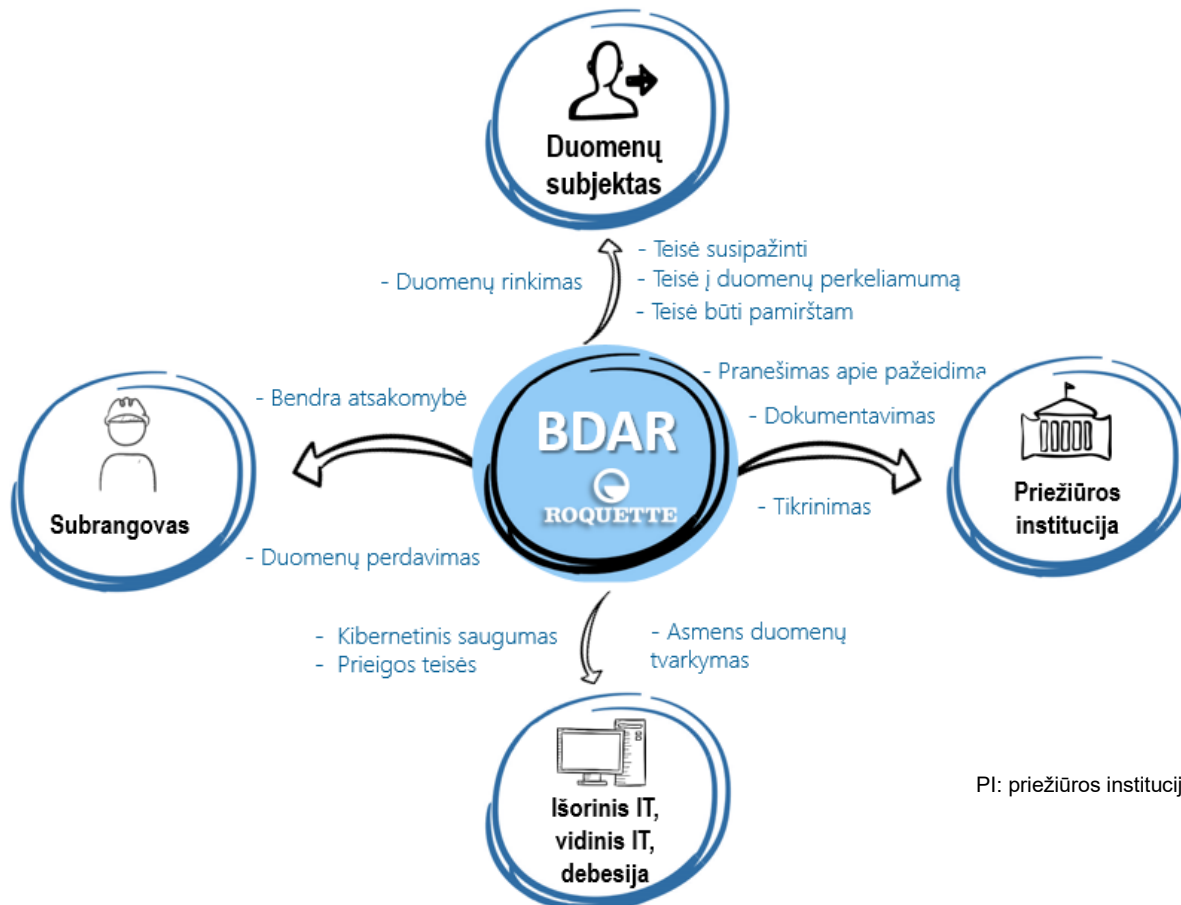 Duomenų
subjektas
- Duomenų rinkimas
- Teisė susipažinti
- Teisė į duomenų perkeliamumą
- Teisė būti pamirštam
- Bendra atsakomybė
- Pranešimas apie pažeidima
- Dokumentavimas
BDAR
ROQUETTE
Subrangovas
Priežiūros
institucija
- Tikrinimas
- Duomenų perdavimas
- Kibernetinis saugumas
- Prieigos teisės
- Asmens duomenų
tvarkymas
Išorinis IT,
vidinis IT,
debesija
PI: priežiūros institucij